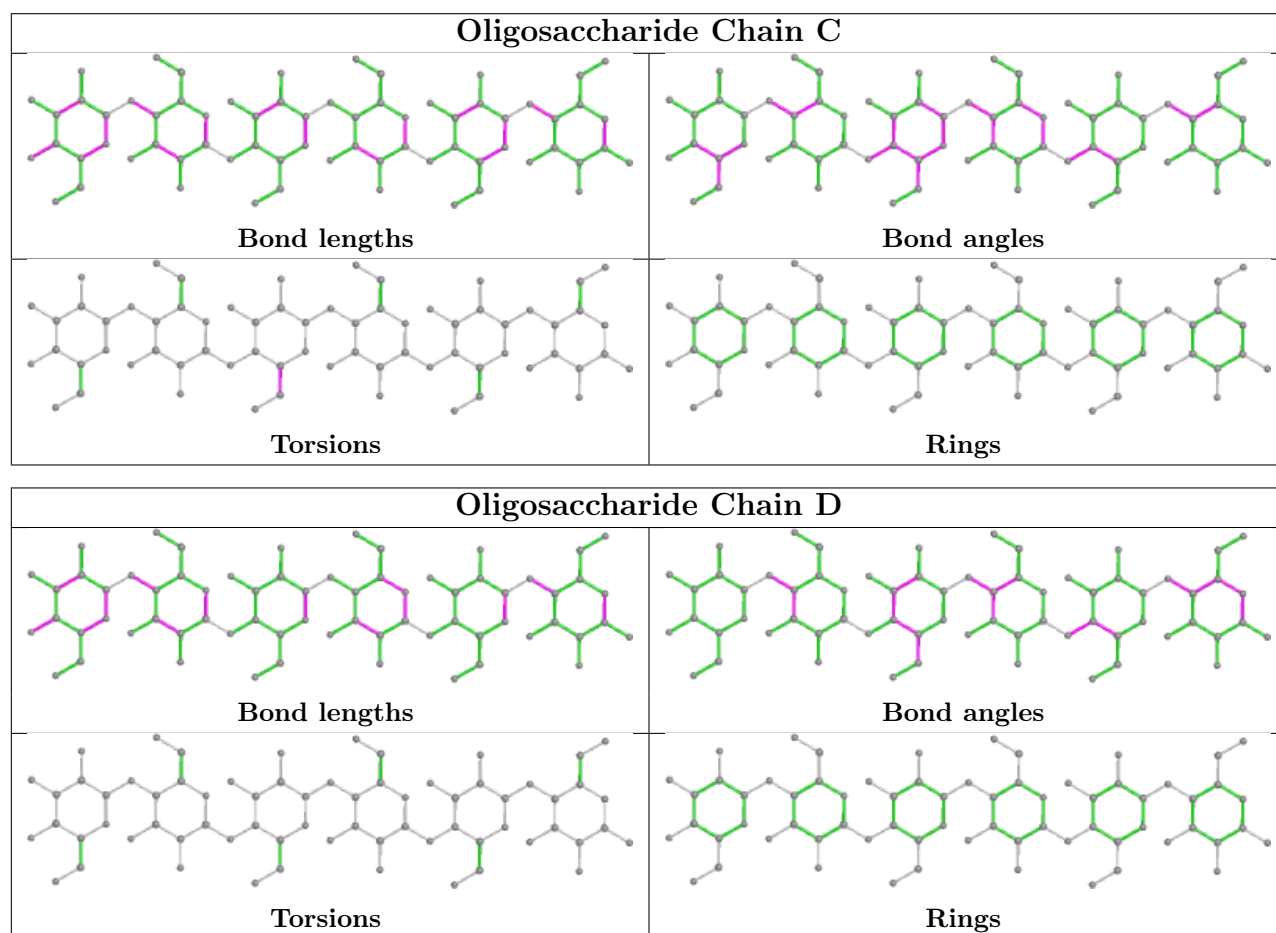 Oligosaccharide Chain C
Bond lengths Bond angles
Torsions Rings
Oligosaccharide Chain D
Bond lengths Bond angles
Torsions Rings